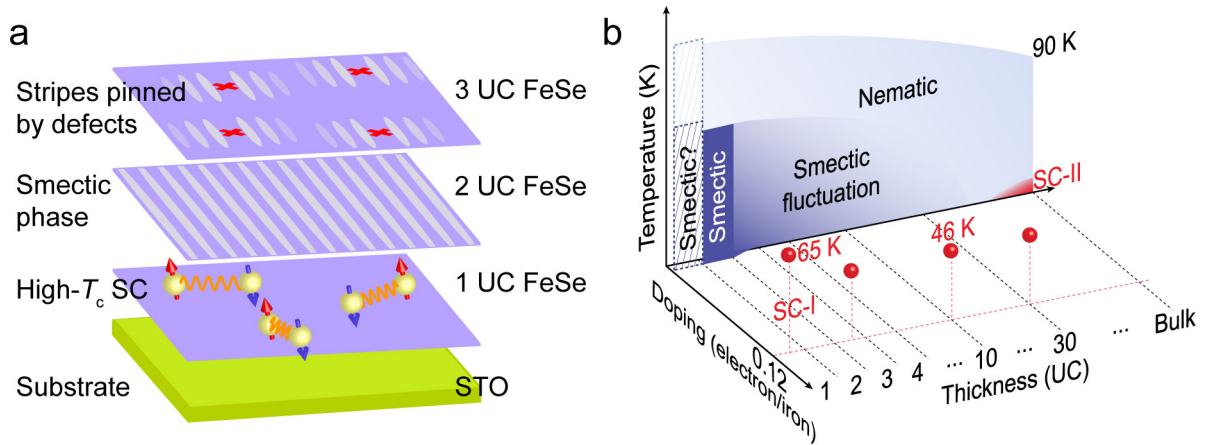 a
Stripes pinned
by defects
3 UC FeSe
Smectic
phase
2 UC FeSe
High-Tc SC
1 UC FeSe
Substrate
STO
b
Temperature (K)
Smectic?
Smectic
Nematic
90 K
Smectic
fluctuation
SC-II
65 K
46 K
SC-I
Doping (electron/iron)
0.12
1
2
3
4
...
10
...
30
...
Bulk
Thickness (UC)